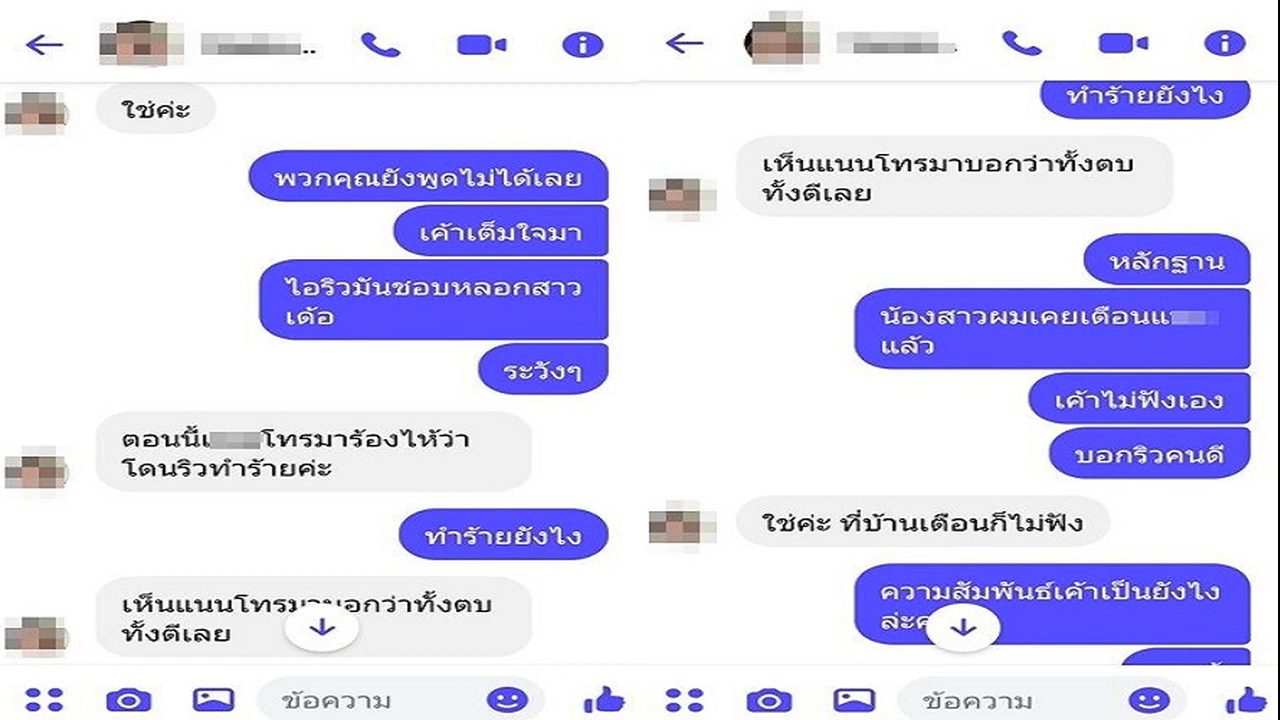 ใช่ค่ะ
พวกคุณยังพูดไม่ได้เลย
เค้าเต็มใจมา
ไอริวมันชอบหลอกสาว
เด้อ
ระวังๆ
ตอนนี้เ โทรมาร้องไห้ว่า
โดนริวทำร้ายค่ะ
ทำร้ายยังไง
เห็นแนนโทรมาบอกว่าทั้งตบ
ทั้งตีเลย
ข้อความ
ทำร้ายยังไง
เห็นแนนโทรมาบอกว่าทั้งตบ
ทั้งตีเลย
หลักฐาน
น้องสาวผมเคยเตือนแ
แล้ว
เค้าไม่ฟังเอง
บอกริวคนดี
ใช่ค่ะ ที่บ้านเตือนก็ไม่ฟัง
ความสัมพันธ์เค้าเป็นยังไง
ล่ะ
ข้อความ